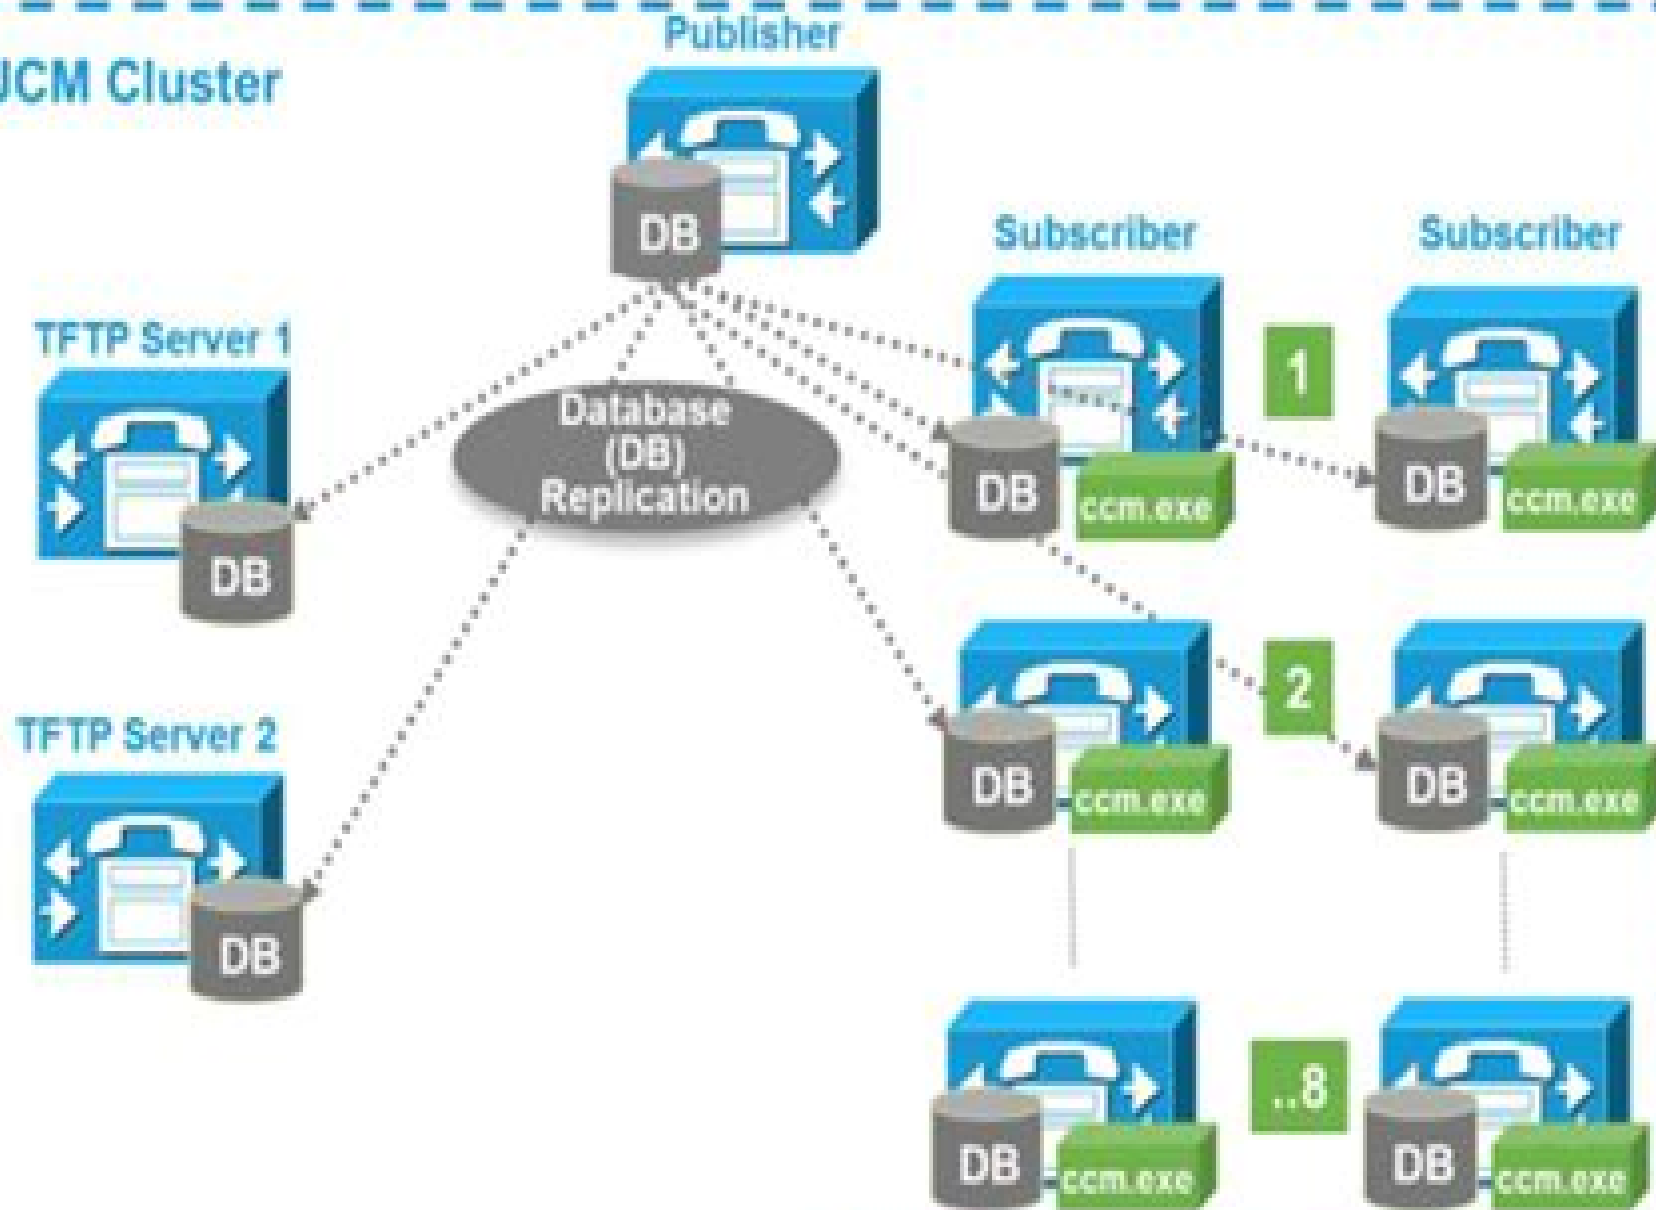 Publisher
JCM Cluster
DB
Subscriber
Subscriber
TFTP Server 1
1
Database
(DB)
Replication
DB
ccm.exe
DB
ccm.exe
DB
2
TFTP Server 2
DB
ccm.exe
DB
ccm.exe
DB
..8
DB
ccm.exe
DB
ccm.exe